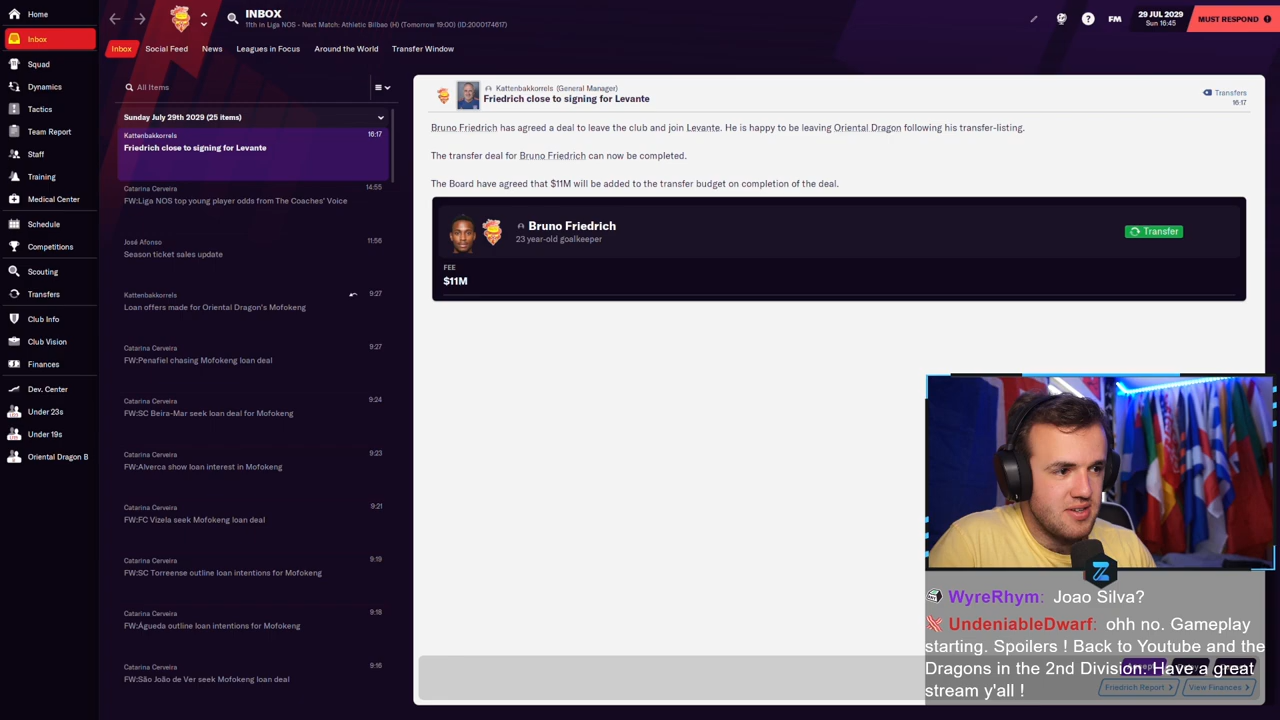 Home
Inbox
Squad
Dynamics
Tactics
Team Report
Staff
Training
Medical Center
Schedule
Competitions
Scouting
Transfers
Club Info
Club Vision
Finances
Dev. Center
Under 23s
Under 19s
Oriental Dragon B
INBOX
11th in Liga NOS - Next Match: Athletic Bilbao (H) (Tomorrow 19:00) (ID:2000174617)
FM
29 JUL 2029
Sun 16:45
MUST RESPOND
Inbox Social Feed News Leagues in Focus Around the World Transfer Window
All Items
Sunday July 29th 2029 (25 items)
Kattenbakkorrels 16:17
Friedrich close to signing for Levante
Catarina Cerveira 14:55
FW:Liga NOS top young player odds from The Coaches' Voice
José Afonso 11:56
Season ticket sales update
Kattenbakkorrels 9:27
Loan offers made for Oriental Dragon's Mofokeng
Catarina Cerveira 9:27
FW:Penafiel chasing Mofokeng loan deal
Catarina Cerveira 9:24
FW:SC Beira-Mar seek loan deal for Mofokeng
Catarina Cerveira 9:23
FW:Alverca show loan interest in Mofokeng
Catarina Cerveira 9:21
FW:FC Vizela seek Mofokeng loan deal
Catarina Cerveira 9:19
FW:SC Torreense outline loan intentions for Mofokeng
Catarina Cerveira 9:18
FW:Águeda outline loan intentions for Mofokeng
Catarina Cerveira 9:16
FW:São João de Ver seek Mofokeng loan deal
Kattenbakkorrels (General Manager)
Friedrich close to signing for Levante
Transfers
16:17
Bruno Friedrich has agreed a deal to leave the club and join Levante. He is happy to be leaving Oriental Dragon following his transfer-listing.
The transfer deal for Bruno Friedrich can now be completed.
The Board have agreed that $11M will be added to the transfer budget on completion of the deal.
Bruno Friedrich
23 year-old goalkeeper
Transfer
FEE
$11M
WyreRhym: Joao Silva?
UndeniableDwarf: ohh no. Gameplay
starting. Spoilers ! Back to Youtube and the
Dragons in the 2nd Division. Have a great
stream y'all !
Friedrich Report >
View Finances >